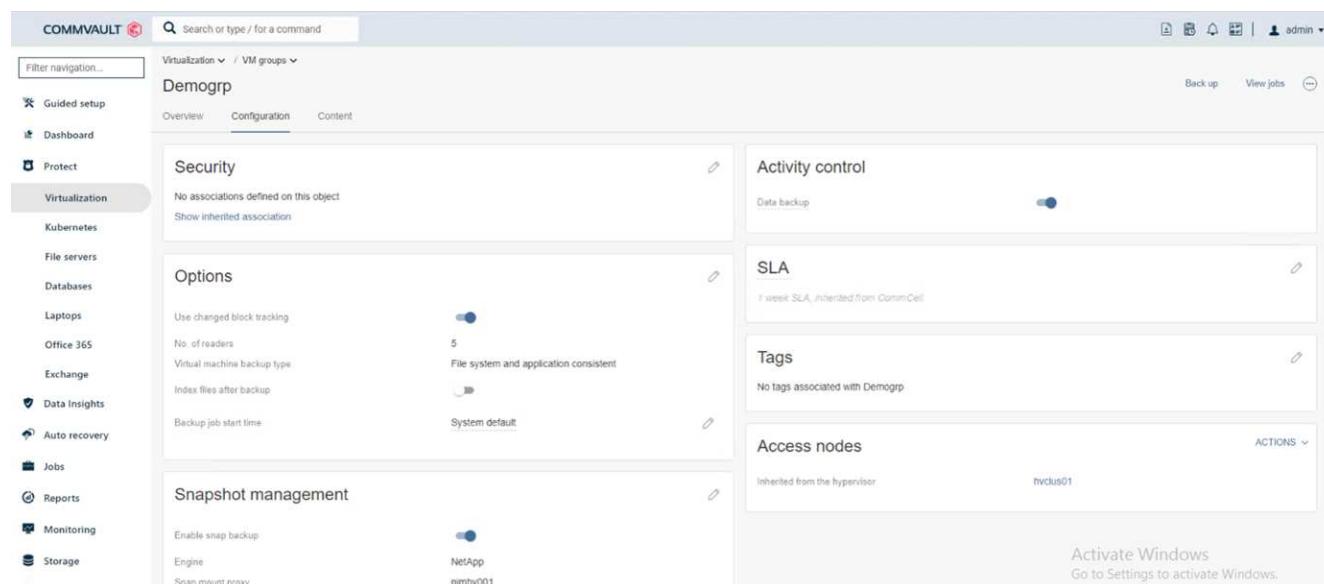 COMMVAULT
Search or type / for a command
admin
Filter navigation...
Guided setup
Dashboard
Protect
Virtualization
Kubernetes
File servers
Databases
Laptops
Office 365
Exchange
Data Insights
Auto recovery
Jobs
Reports
Monitoring
Storage
Virtualization / VM groups
Demogrp
Back up View jobs
Overview Configuration Content
Security
No associations defined on this object
Show inherited association
Options
Use changed block tracking
No. of readers 5
Virtual machine backup type File system and application consistent
Index files after backup
Backup job start time System default
Snapshot management
Enable snap backup
Engine NetApp
Snap mount proxy
Activity control
Data backup
SLA
1 week SLA, inherited from CommCell
Tags
No tags associated with Demogrp
Access nodes ACTIONS
Inherited from the hypervisor hvclus01
Activate Windows
Go to Settings to activate Windows.